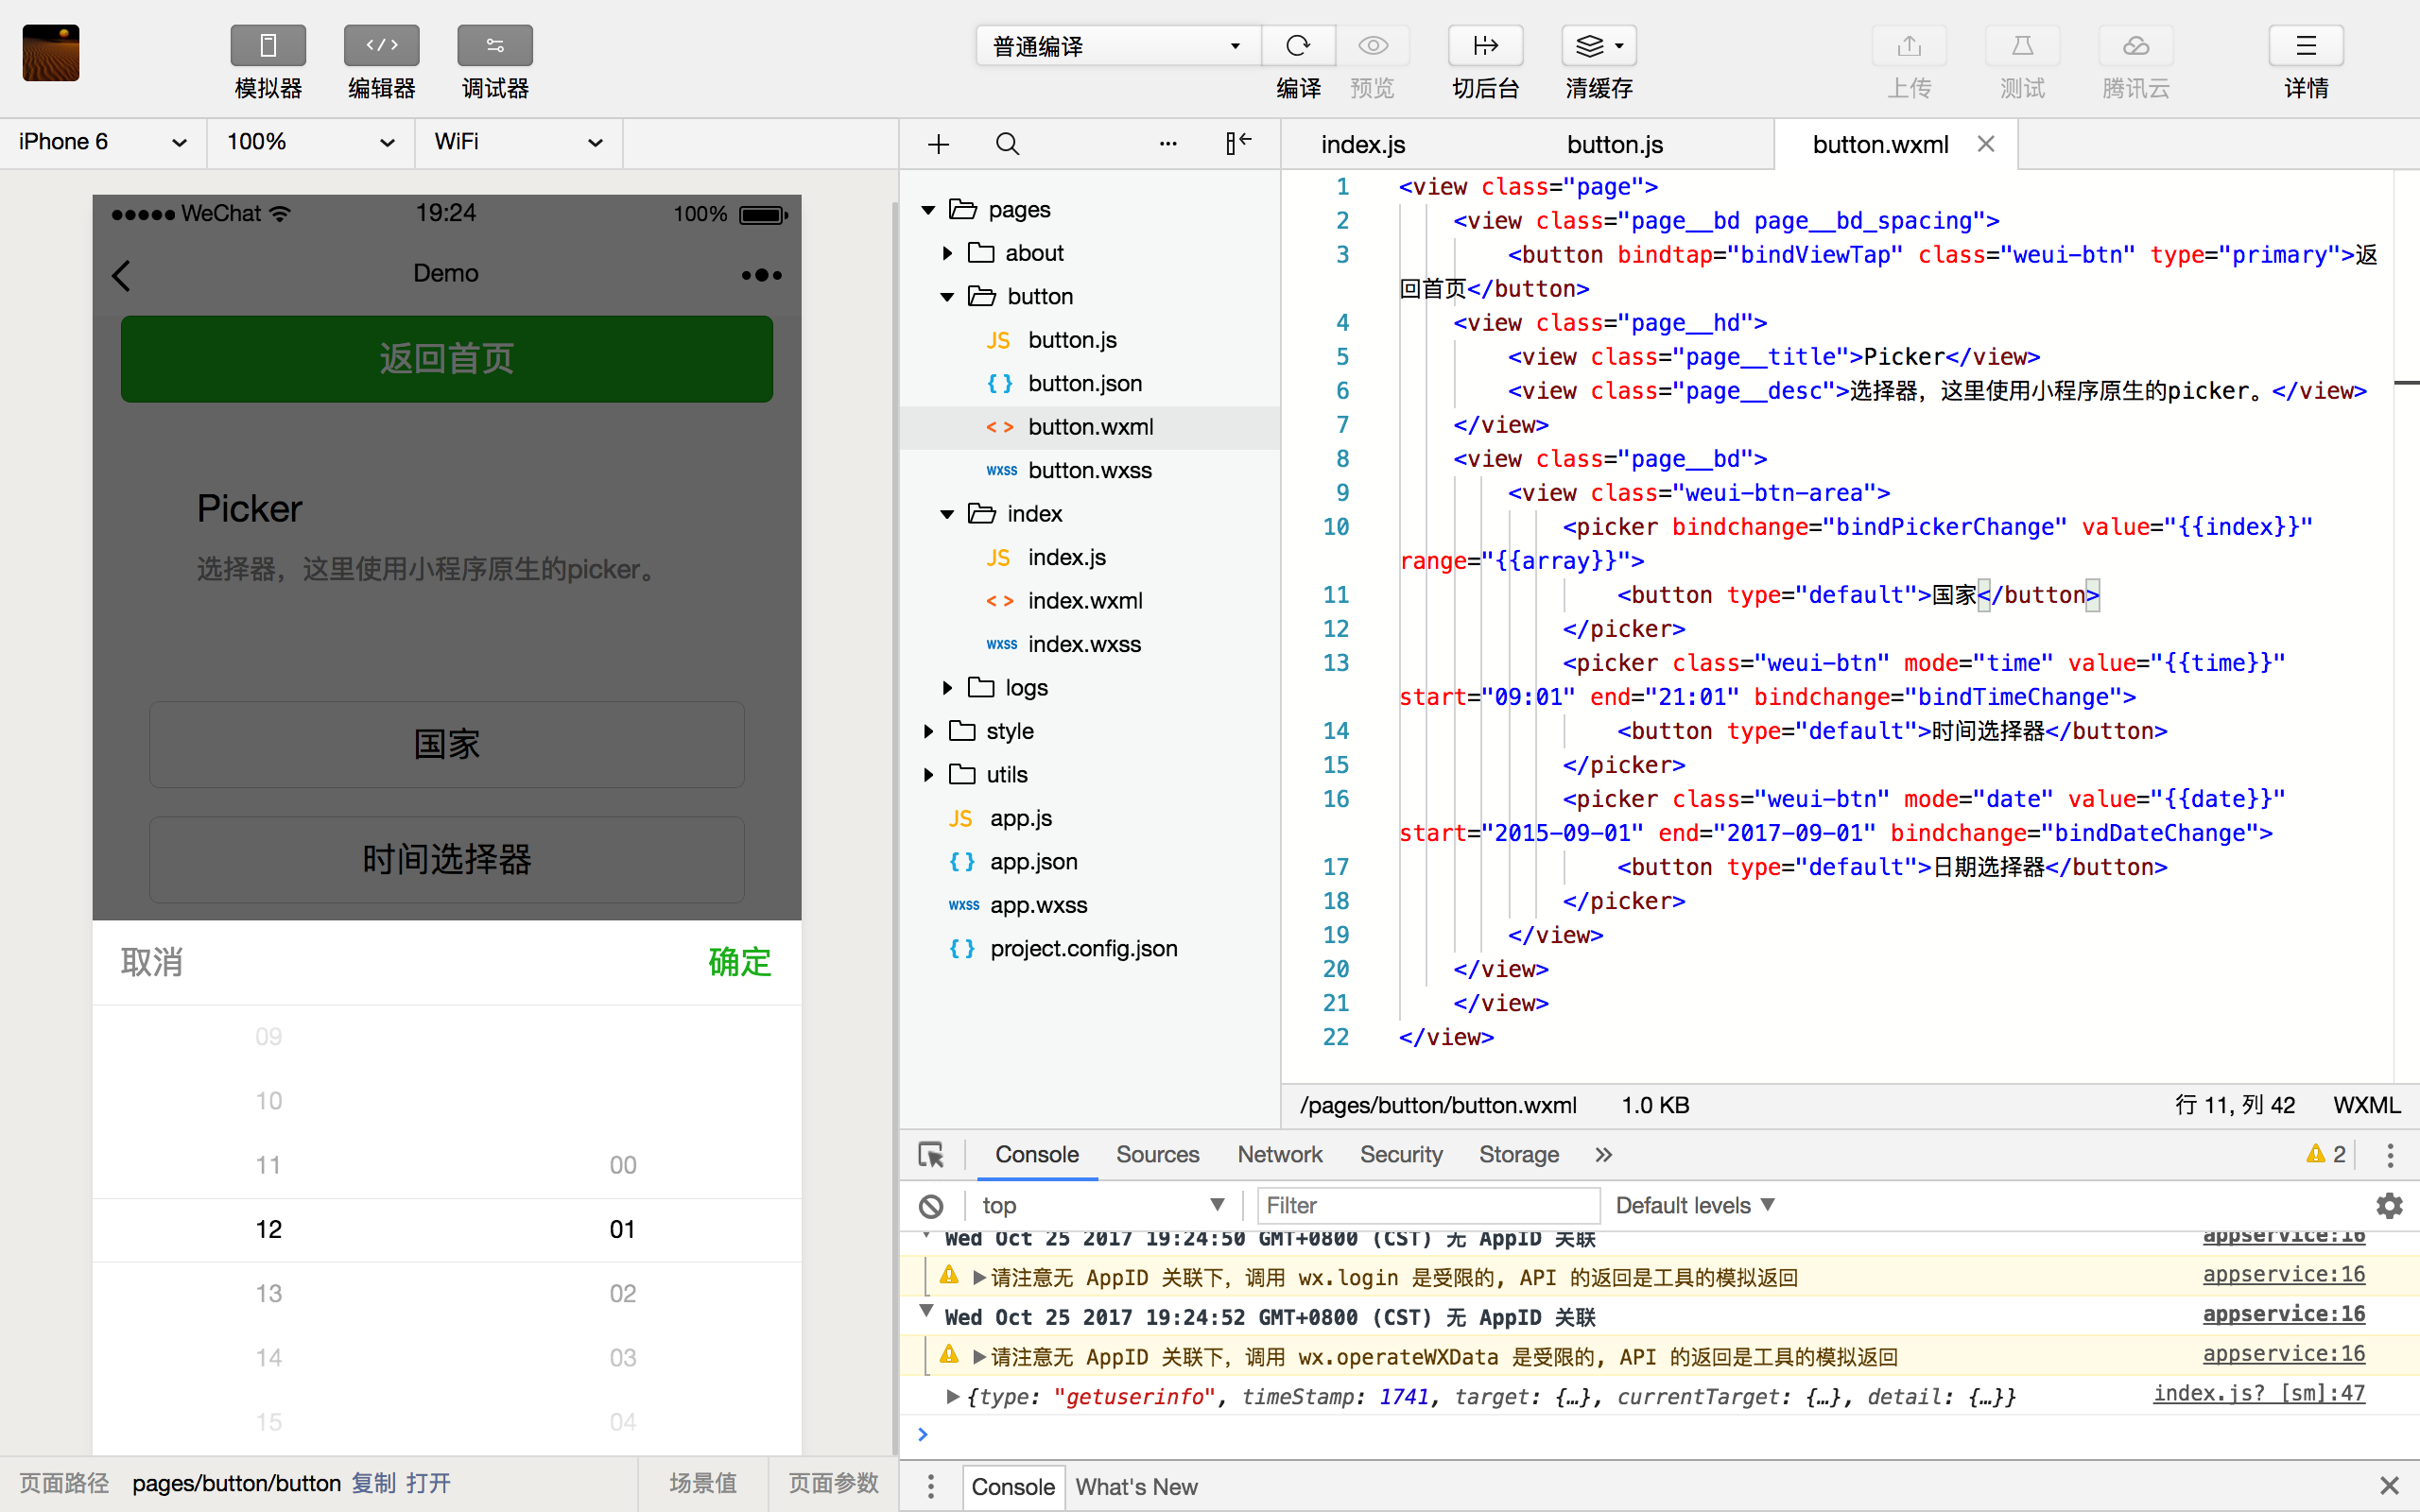 模拟器 编辑器 调试器 普通编译 编译 预览 切后台 清缓存 上传 测试 腾讯云 详情
iPhone 6 100% WiFi
WeChat 19:24 100%
Demo
返回首页
Picker
选择器，这里使用小程序原生的picker。
国家
时间选择器
取消 确定
09
10
11 00
12 01
13 02
14 03
15 04
页面路径 pages/button/button 复制 打开 场景值 页面参数
pages
about
button
JS button.js
{ } button.json
< > button.wxml
wxss button.wxss
index
JS index.js
< > index.wxml
wxss index.wxss
logs
style
utils
JS app.js
{ } app.json
wxss app.wxss
{ } project.config.json
index.js button.js button.wxml
1 <view class="page">
2 <view class="page__bd page__bd_spacing">
3 <button bindtap="bindViewTap" class="weui-btn" type="primary">返
回首页</button>
4 <view class="page__hd">
5 <view class="page__title">Picker</view>
6 <view class="page__desc">选择器，这里使用小程序原生的picker。</view>
7 </view>
8 <view class="page__bd">
9 <view class="weui-btn-area">
10 <picker bindchange="bindPickerChange" value="{{index}}"
range="{{array}}">
11 <button type="default">国家</button>
12 </picker>
13 <picker class="weui-btn" mode="time" value="{{time}}"
start="09:01" end="21:01" bindchange="bindTimeChange">
14 <button type="default">时间选择器</button>
15 </picker>
16 <picker class="weui-btn" mode="date" value="{{date}}"
start="2015-09-01" end="2017-09-01" bindchange="bindDateChange">
17 <button type="default">日期选择器</button>
18 </picker>
19 </view>
20 </view>
21 </view>
22 </view>
/pages/button/button.wxml 1.0 KB 行 11, 列 42 WXML
Console Sources Network Security Storage » 2
top Filter Default levels
Wed Oct 25 2017 19:24:50 GMT+0800 (CST) 无 AppID 关联 appservice:16
请注意无 AppID 关联下，调用 wx.login 是受限的, API 的返回是工具的模拟返回 appservice:16
Wed Oct 25 2017 19:24:52 GMT+0800 (CST) 无 AppID 关联 appservice:16
请注意无 AppID 关联下，调用 wx.operateWXData 是受限的, API 的返回是工具的模拟返回 appservice:16
{type: "getuserinfo", timeStamp: 1741, target: {…}, currentTarget: {…}, detail: {…}} index.js? [sm]:47
Console What's New